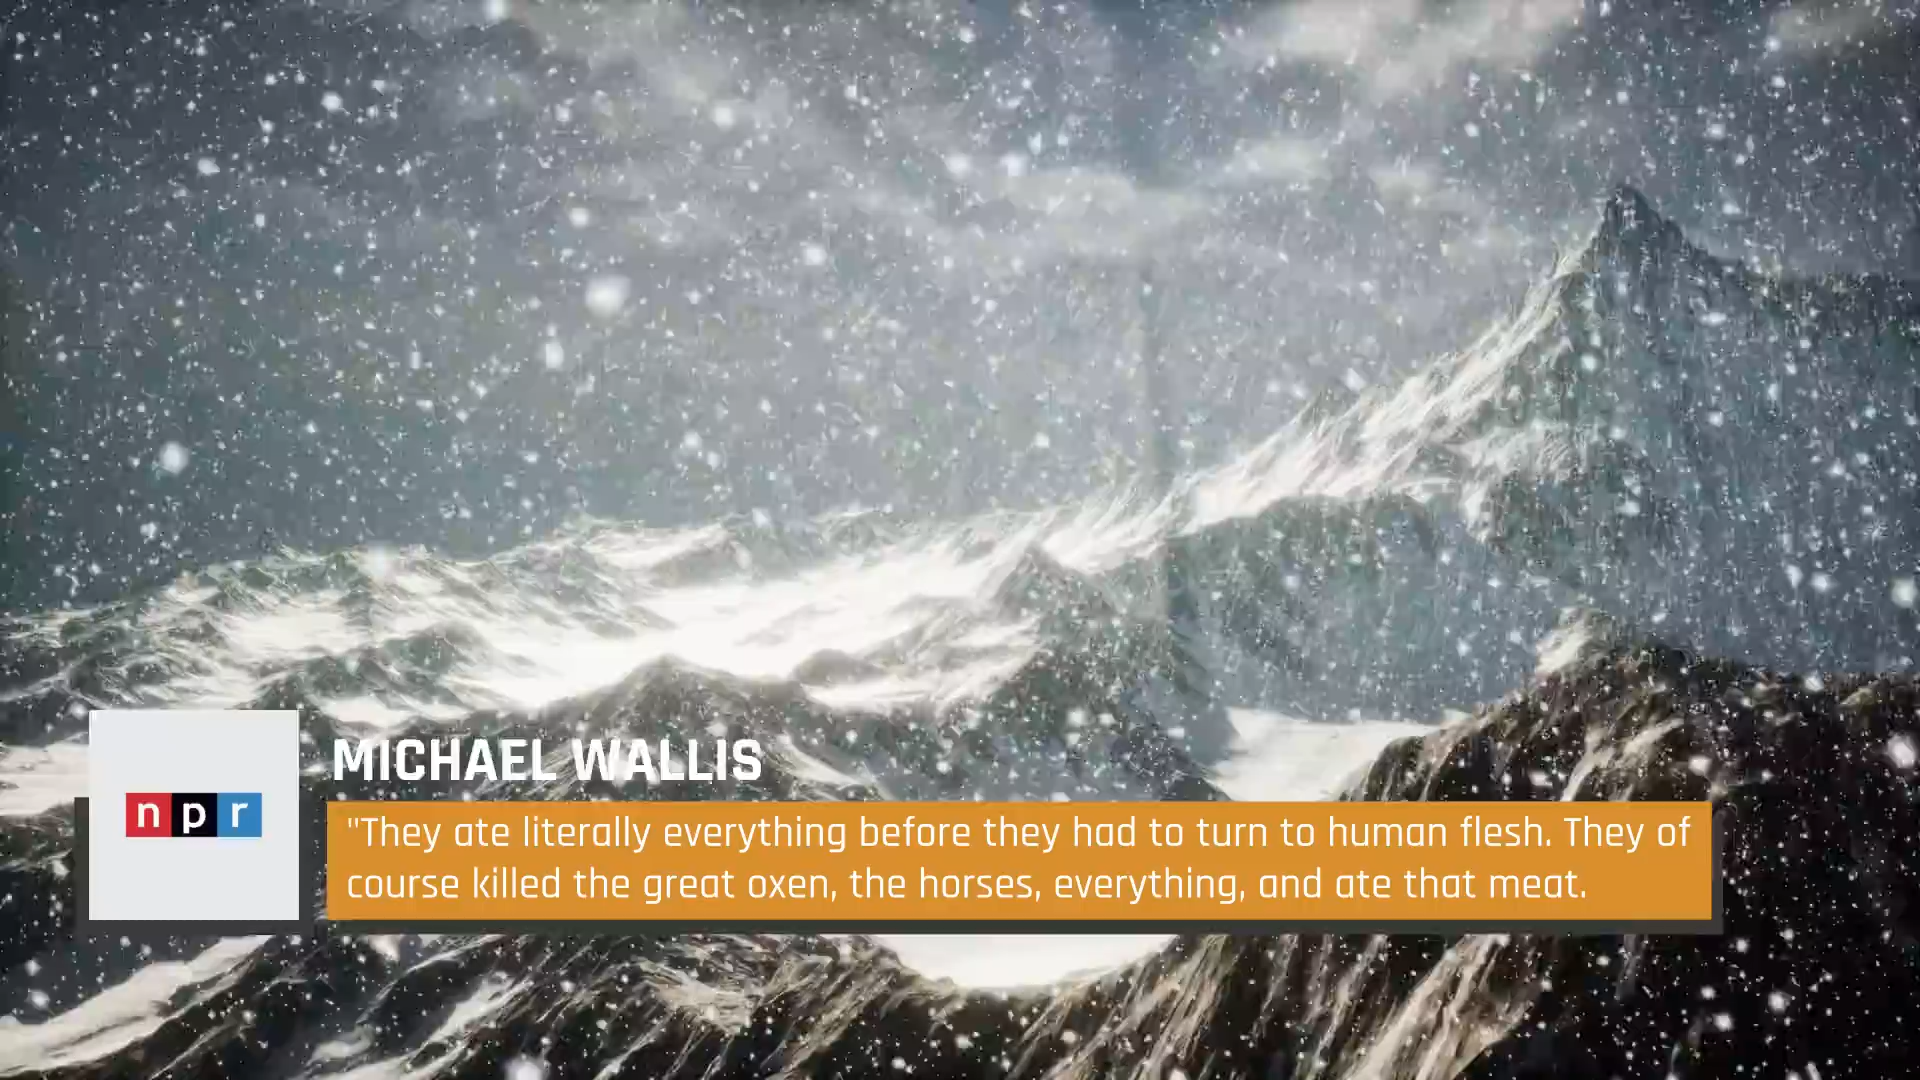 MICHAEL WALLIS
npr
"They ate literally everything before they had to turn to human flesh. They of
course killed the great oxen, the horses, everything, and ate that meat.